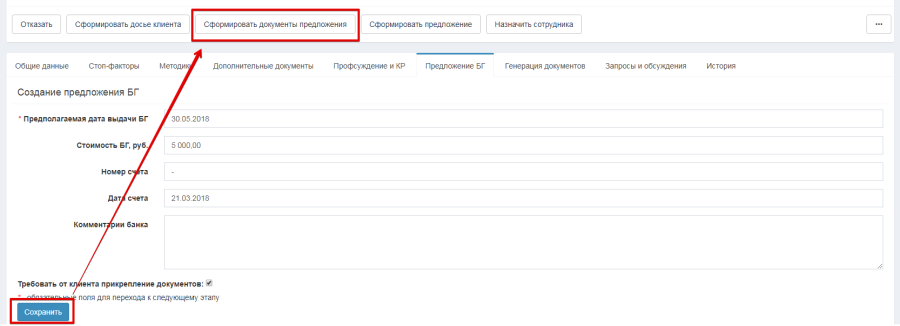 Отказать Сформировать досье клиента Сформировать документы предложения Сформировать предложение Назначить сотрудника ...
Общие данные Стоп-факторы Методика Дополнительные документы Профсуждение и КР Предложение БГ Генерация документов Запросы и обсуждения История
Создание предложения БГ
* Предполагаемая дата выдачи БГ 30.05.2018
Стоимость БГ, руб. 5 000,00
Номер счета -
Дата счета 21.03.2018
Комментарии банка
Требовать от клиента прикрепление документов:
* - обязательные поля для перехода к следующему этапу
Сохранить